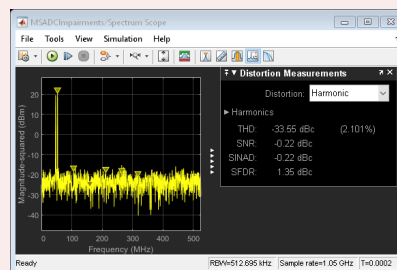 MSADCImpairments/Spectrum Scope
File Tools View Simulation Help
Distortion Measurements
Distortion: Harmonic
Harmonics
THD: -33.55 dBc (2.101%)
SNR: -0.22 dBc
SINAD: -0.22 dBc
SFDR: 1.35 dBc
Magnitude-squared (dBm)
20
10
0
-10
-20
-30
-40
0 100 200 300 400 500
Frequency (MHz)
Ready RBW=512.695 kHz Sample rate=1.05 GHz T=0.0002